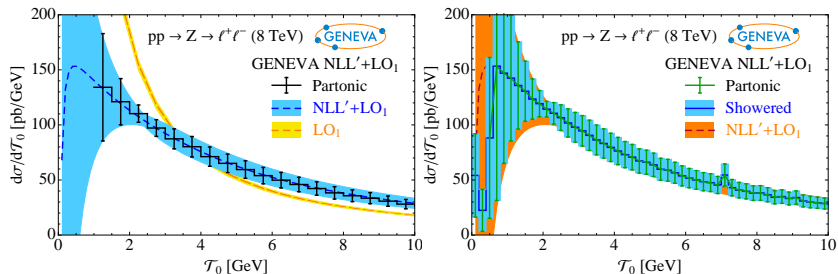 pp → Z → ℓ⁺ℓ⁻ (8 TeV)
GENEVA
GENEVA NLL′+LO₁
Partonic
NLL′+LO₁
LO₁
dσ/d𝒯₀ [pb/GeV]
200
150
100
50
0
0 2 4 6 8 10
𝒯₀ [GeV]
pp → Z → ℓ⁺ℓ⁻ (8 TeV)
GENEVA
GENEVA NLL′+LO₁
Partonic
Showered
NLL′+LO₁
dσ/d𝒯₀ [pb/GeV]
200
150
100
50
0
0 2 4 6 8 10
𝒯₀ [GeV]